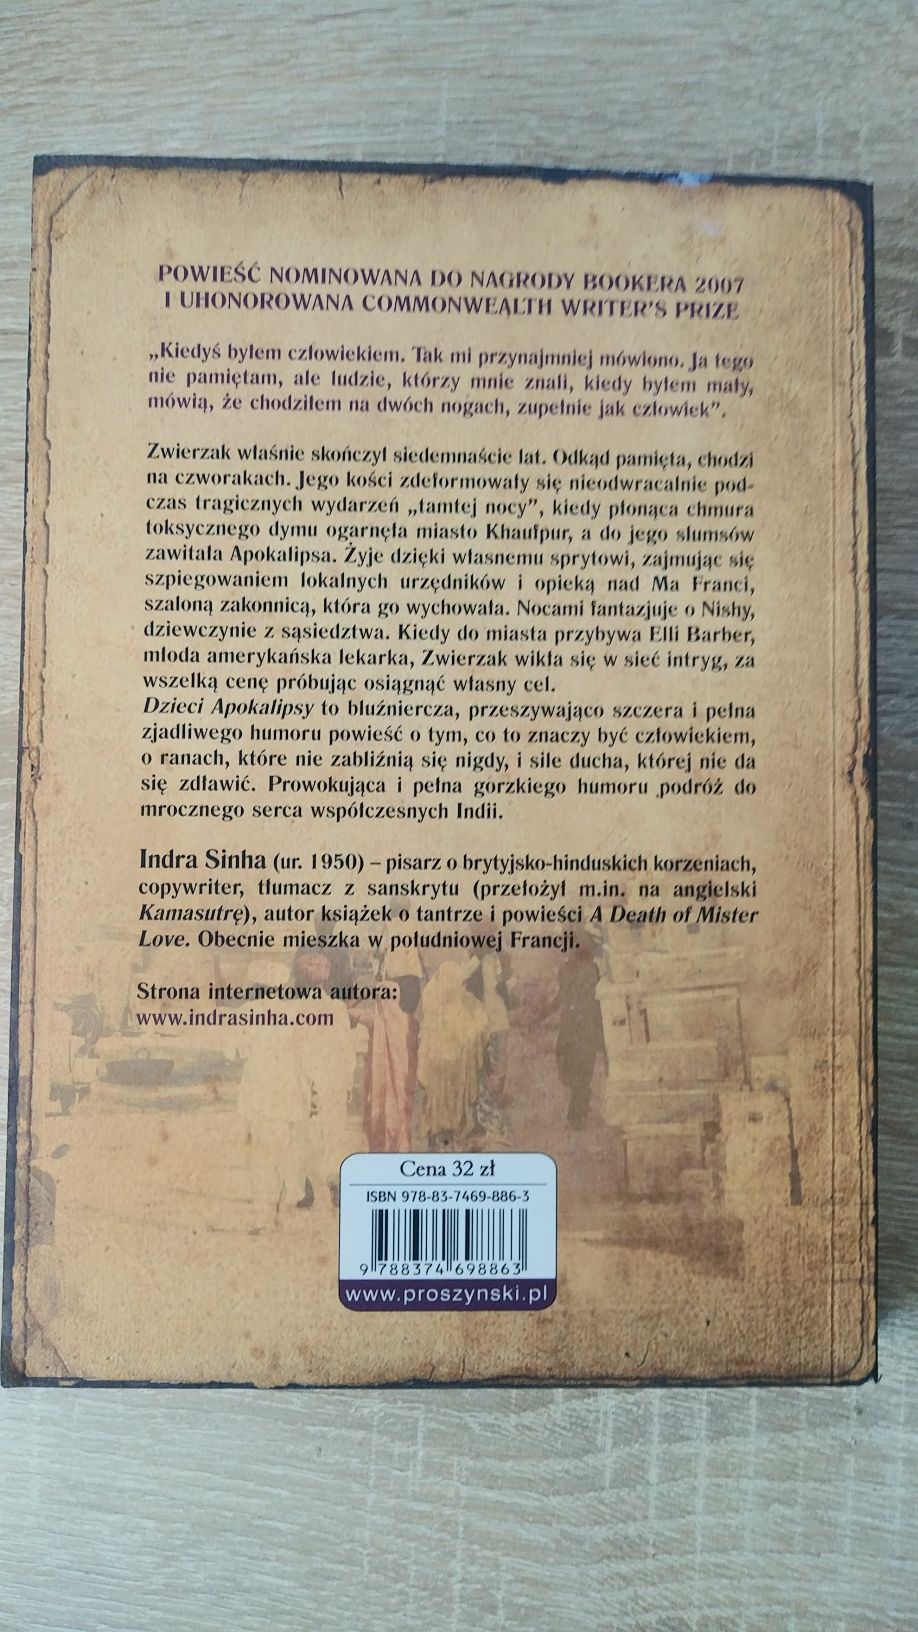 POWIEŚĆ NOMINOWANA DO NAGRODY BOOKERA 2007
I UHONOROWANA COMMONWEALTH WRITER'S PRIZE
„Kiedyś byłem człowiekiem. Tak mi przynajmniej mówiono. Ja tego
nie pamiętam, ale ludzie, którzy mnie znali, kiedy byłem mały,
mówią, że chodziłem na dwóch nogach, zupełnie jak człowiek”.
Zwierzak właśnie skończył siedemnaście lat. Odkąd pamięta, chodzi
na czworakach. Jego kości zdeformowały się nieodwracalnie pod-
czas tragicznych wydarzeń „tamtej nocy”, kiedy płonąca chmura
toksycznego dymu ogarnęła miasto Khaufpur, a do jego slumsów
zawitała Apokalipsa. Żyje dzięki własnemu sprytowi, zajmując się
szpiegowaniem lokalnych urzędników i opieką nad Ma Franci,
szaloną zakonnicą, która go wychowała. Nocami fantazjuje o Nishy,
dziewczynie z sąsiedztwa. Kiedy do miasta przybywa Elli Barber,
młoda amerykańska lekarka, Zwierzak wikła się w sieć intryg, za
wszelką cenę próbując osiągnąć własny cel.
Dzieci Apokalipsy to bluźniercza, przeszywająco szczera i pełna
zjadliwego humoru powieść o tym, co to znaczy być człowiekiem,
o ranach, które nie zabliźnią się nigdy, i sile ducha, której nie da
się zdławić. Prowokująca i pełna gorzkiego humoru podróż do
mrocznego serca współczesnych Indii.
Indra Sinha (ur. 1950) – pisarz o brytyjsko-hinduskich korzeniach,
copywriter, tłumacz z sanskrytu (przełożył m.in. na angielski
Kamasutrę), autor książek o tantrze i powieści A Death of Mister
Love. Obecnie mieszka w południowej Francji.
Strona internetowa autora:
www.indrasinha.com
Cena 32 zł
ISBN 978-83-7469-886-3
9 788374 698863
www.proszynski.pl